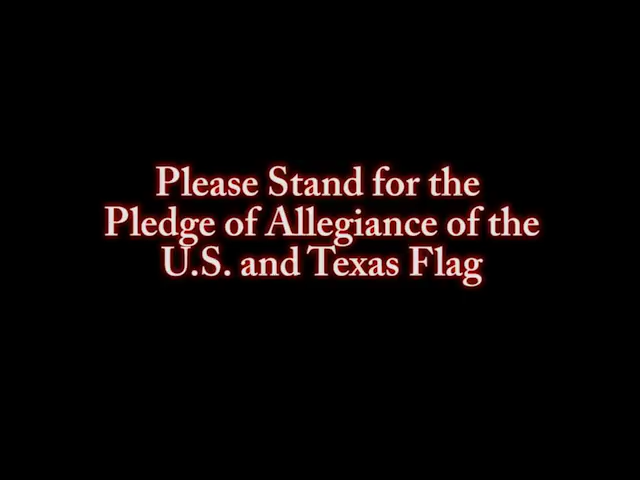 Please Stand for the
Pledge of Allegiance of the
U.S. and Texas Flag